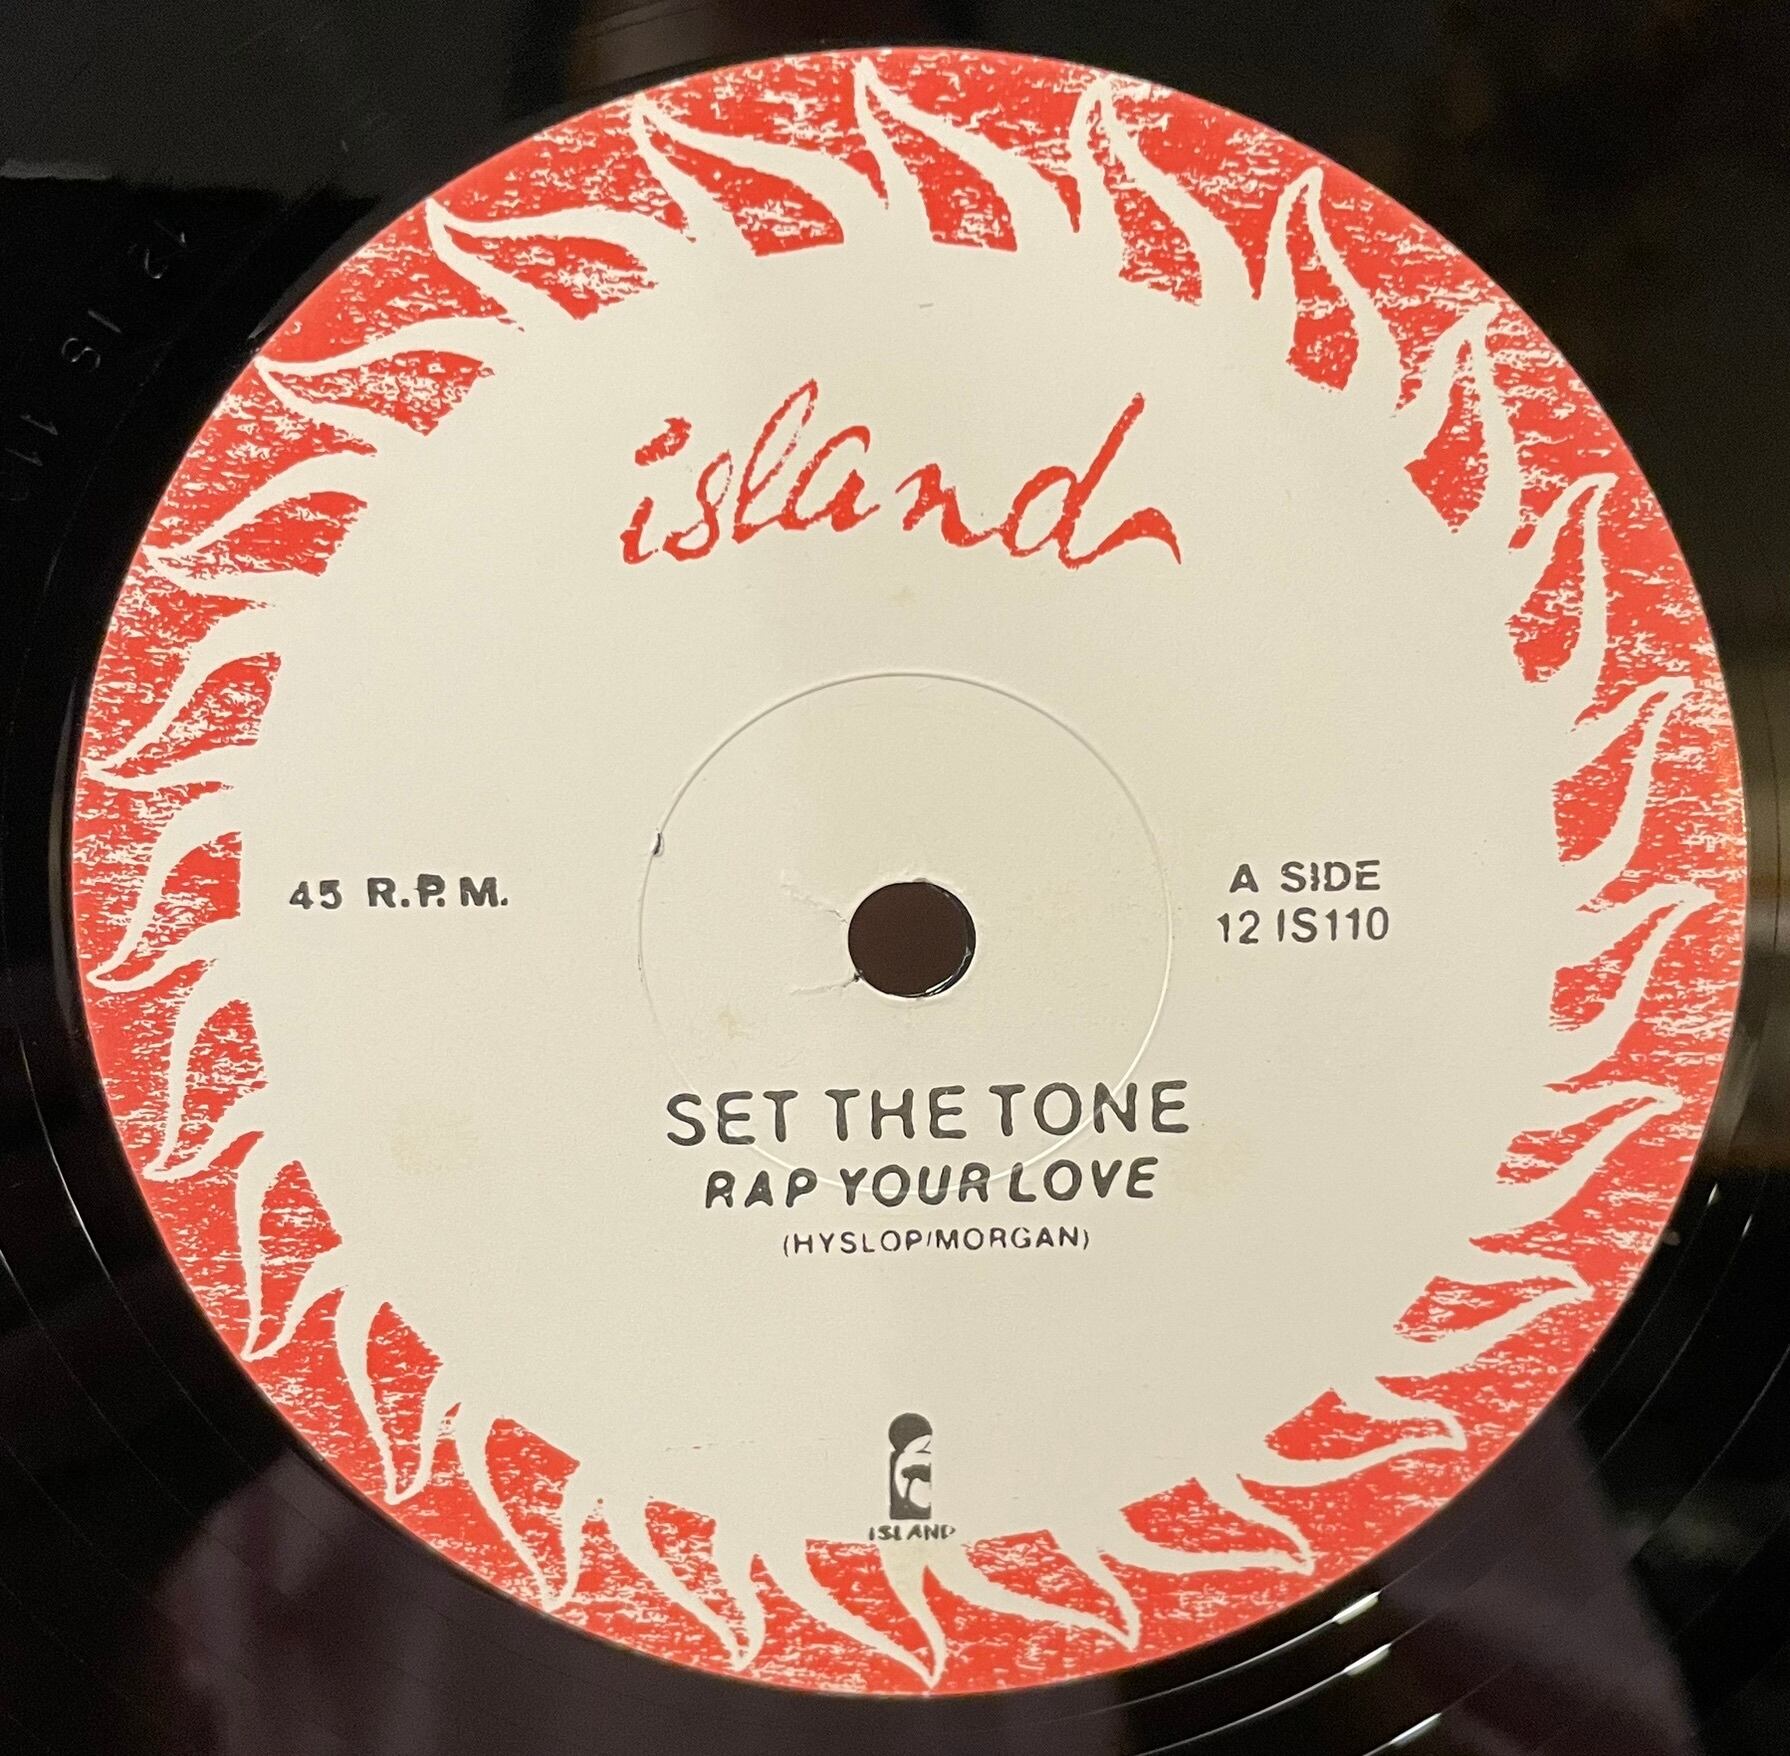 island
45 R.P.M.
A SIDE
12 IS110
SET THE TONE
RAP YOUR LOVE
(HYSLOP/MORGAN)
ISLAND